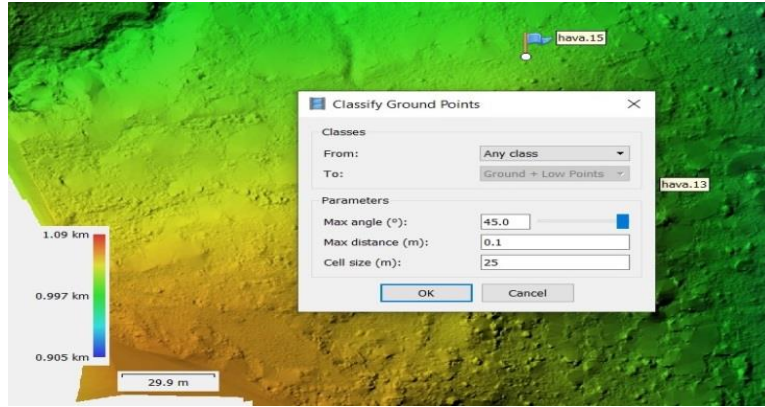 hava.15
Classify Ground Points
Classes
From: Any class
To: Ground + Low Points
hava.13
Parameters
Max angle (°): 45.0
Max distance (m): 0.1
Cell size (m): 25
OK Cancel
1.09 km
0.997 km
0.905 km
29.9 m